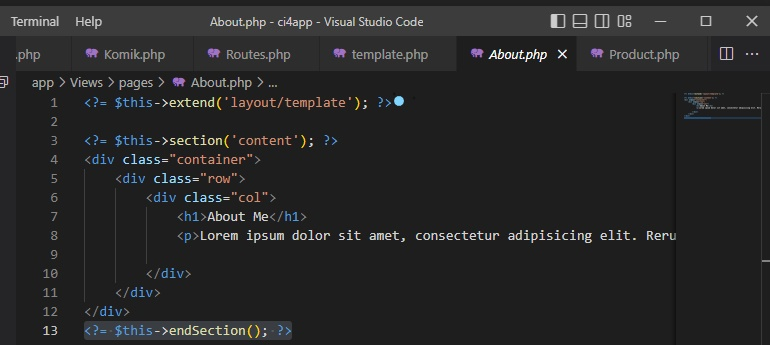 Terminal Help About.php - ci4app - Visual Studio Code
.php Komik.php Routes.php template.php About.php Product.php
app > Views > pages > About.php > ...
1 <?= $this->extend('layout/template'); ?>
2
3 <?= $this->section('content'); ?>
4 <div class="container">
5 <div class="row">
6 <div class="col">
7 <h1>About Me</h1>
8 <p>Lorem ipsum dolor sit amet, consectetur adipisicing elit. Reru
9
10 </div>
11 </div>
12 </div>
13 <?= $this->endSection(); ?>